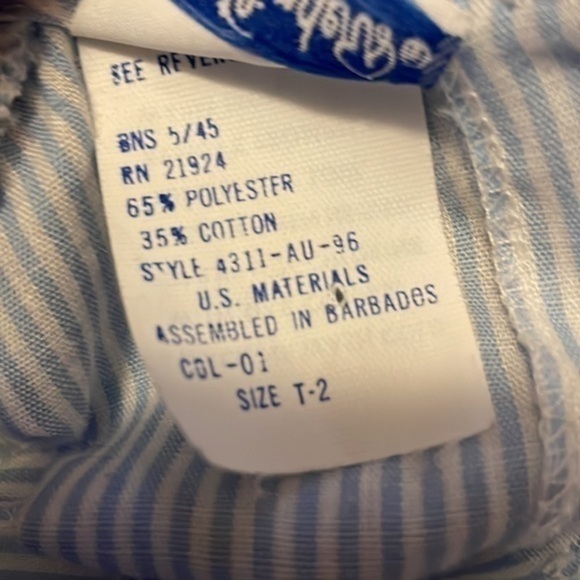 SEE REVER
BNS 5/45
RN 21924
65% POLYESTER
35% COTTON
STYLE 4311-AU-96
U.S. MATERIALS
ASSEMBLED IN BARBADOS
COL-01
SIZE T-2